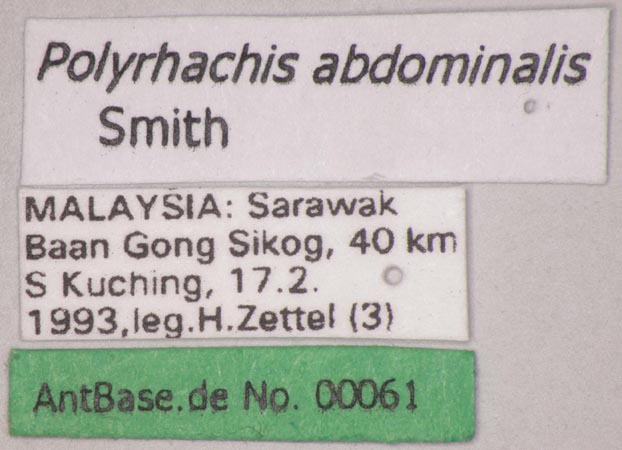 Polyrhachis abdominalis
Smith
MALAYSIA: Sarawak
Baan Gong Sikog, 40 km
S Kuching, 17.2.
1993,leg.H.Zettel (3)
AntBase.de No. 00061